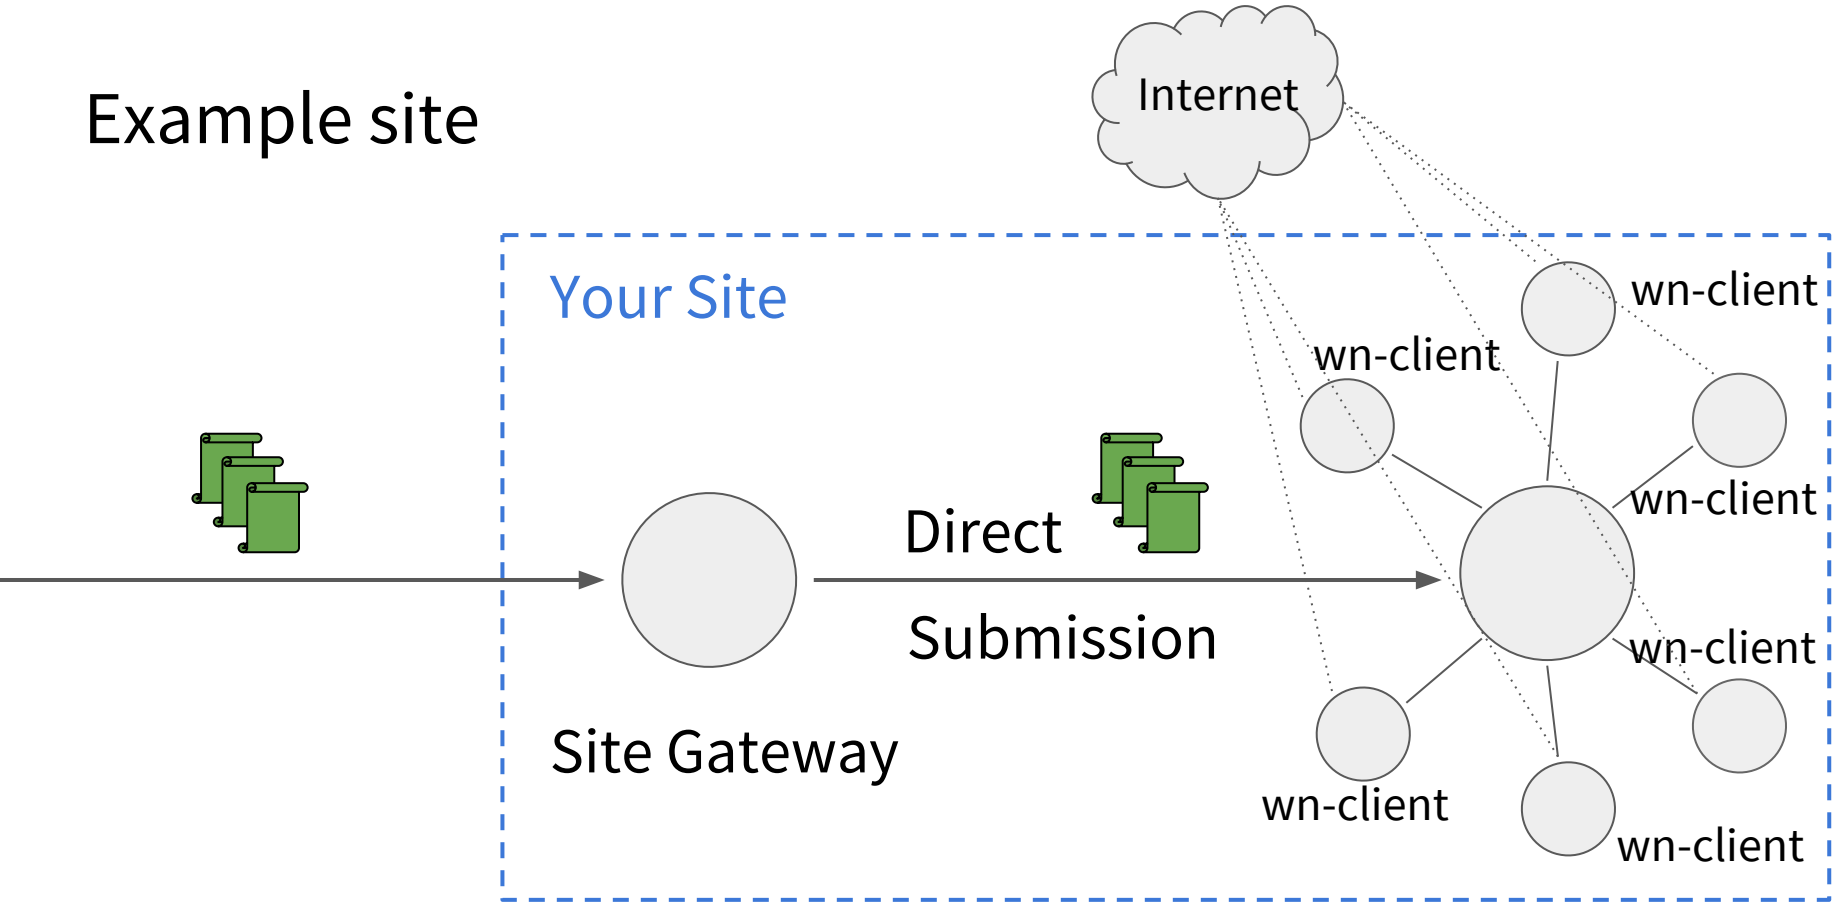 Internet
Example site
Your Site
wn-client
wn-client
wn-client
Direct
Submission
wn-client
Site Gateway
wn-client
wn-client